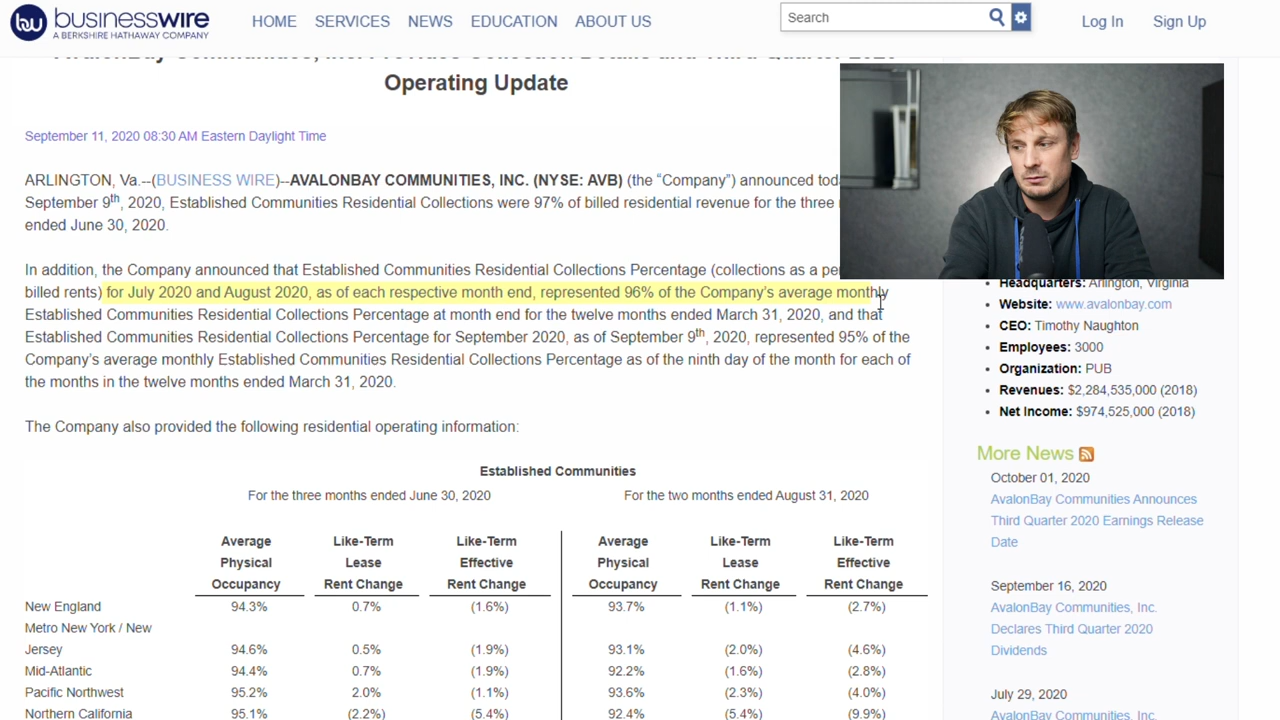 businesswire
A BERKSHIRE HATHAWAY COMPANY
HOME SERVICES NEWS EDUCATION ABOUT US
Search
Log In Sign Up
Operating Update
September 11, 2020 08:30 AM Eastern Daylight Time
ARLINGTON, Va.--(BUSINESS WIRE)--AVALONBAY COMMUNITIES, INC. (NYSE: AVB) (the “Company”) announced
September 9th, 2020, Established Communities Residential Collections were 97% of billed residential revenue for the three
ended June 30, 2020.
In addition, the Company announced that Established Communities Residential Collections Percentage (collections as a
billed rents) for July 2020 and August 2020, as of each respective month end, represented 96% of the Company’s average monthly
Established Communities Residential Collections Percentage at month end for the twelve months ended March 31, 2020, and that
Established Communities Residential Collections Percentage for September 2020, as of September 9th, 2020, represented 95% of the
Company’s average monthly Established Communities Residential Collections Percentage as of the ninth day of the month for each of
the months in the twelve months ended March 31, 2020.
The Company also provided the following residential operating information:
Established Communities
For the three months ended June 30, 2020 For the two months ended August 31, 2020
Average Like-Term Like-Term Average Like-Term Like-Term
Physical Lease Effective Physical Lease Effective
Occupancy Rent Change Rent Change Occupancy Rent Change Rent Change
New England 94.3% 0.7% (1.6%) 93.7% (1.1%) (2.7%)
Metro New York / New
Jersey 94.6% 0.5% (1.9%) 93.1% (2.0%) (4.6%)
Mid-Atlantic 94.4% 0.7% (1.9%) 92.2% (1.6%) (2.8%)
Pacific Northwest 95.2% 2.0% (1.1%) 93.6% (2.3%) (4.0%)
Northern California 95.1% (2.2%) (5.4%) 92.4% (5.4%) (9.9%)
Headquarters: Arlington, Virginia
Website: www.avalonbay.com
CEO: Timothy Naughton
Employees: 3000
Organization: PUB
Revenues: $2,284,535,000 (2018)
Net Income: $974,525,000 (2018)
More News
October 01, 2020
AvalonBay Communities Announces
Third Quarter 2020 Earnings Release
Date
September 16, 2020
AvalonBay Communities, Inc.
Declares Third Quarter 2020
Dividends
July 29, 2020
AvalonBay Communities, Inc.